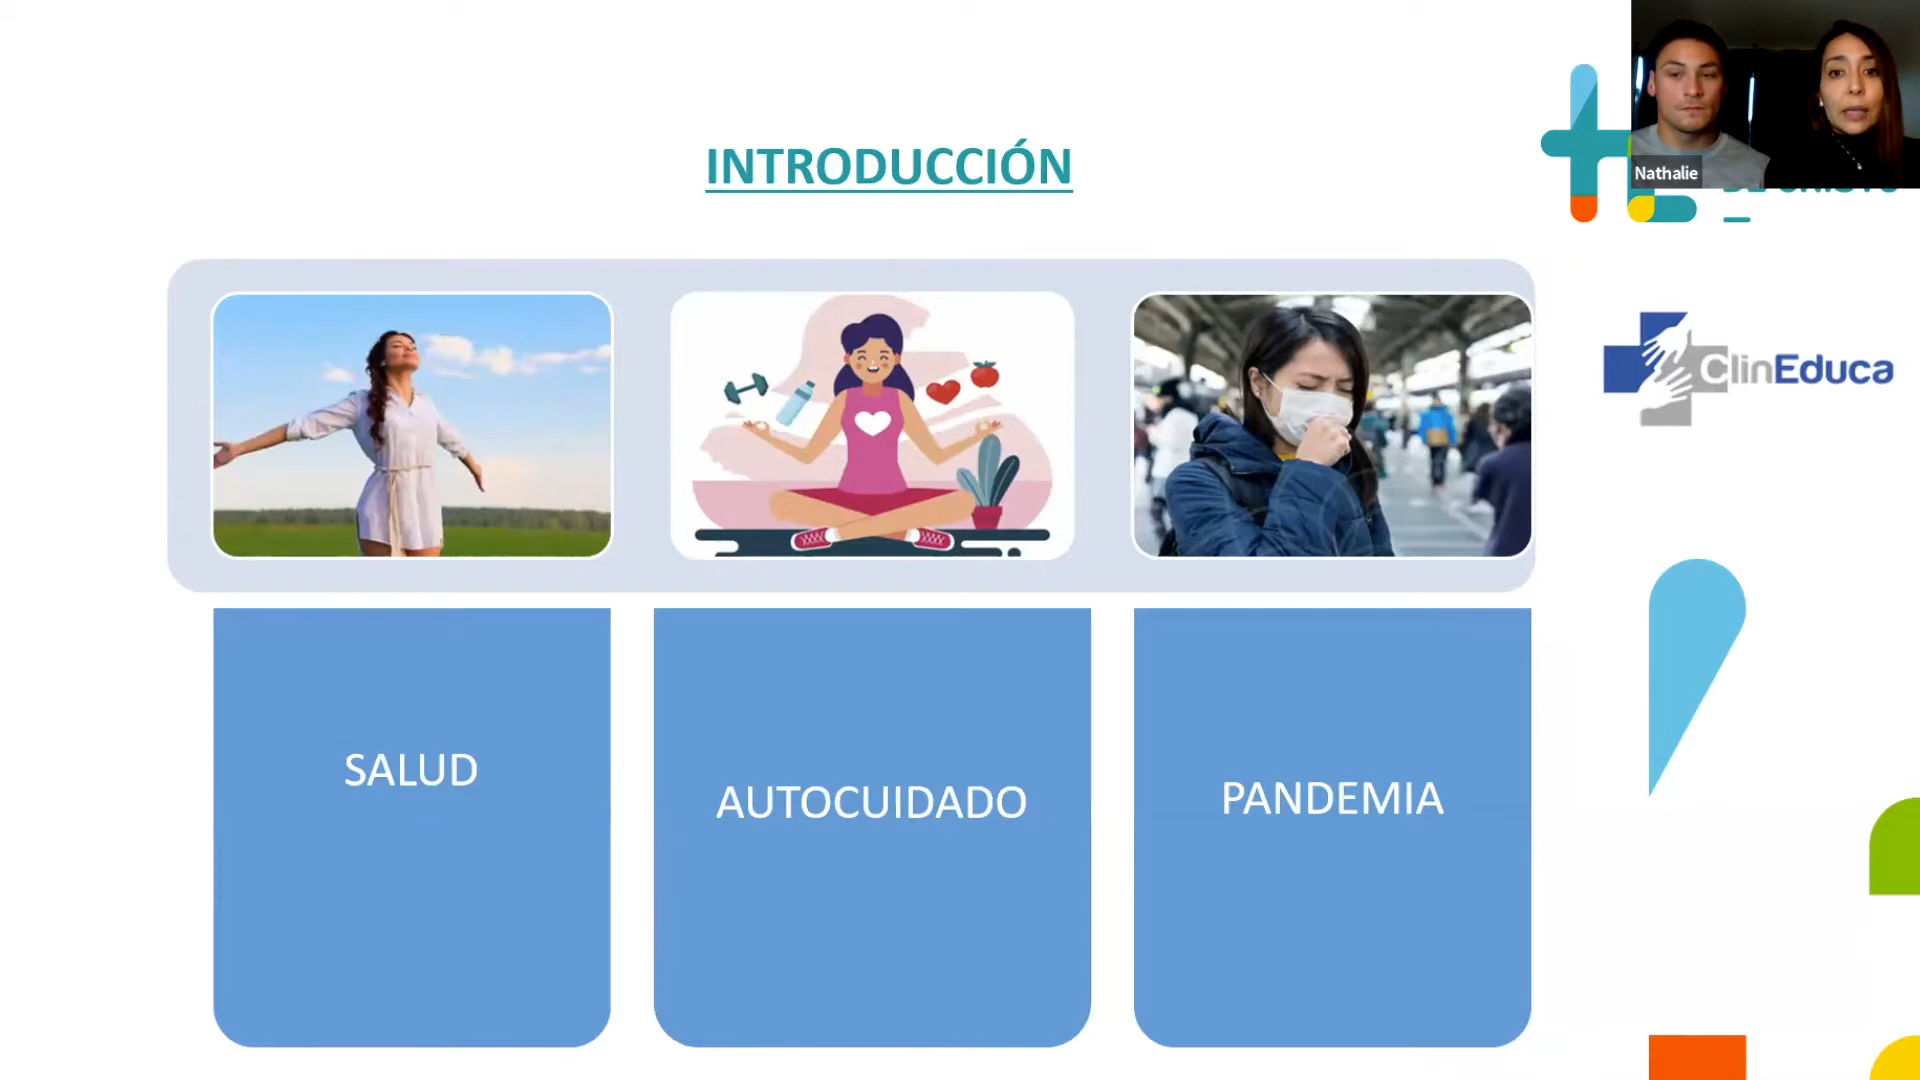 INTRODUCCIÓN
Nathalie
ClinEduca
SALUD
AUTOCUIDADO
PANDEMIA